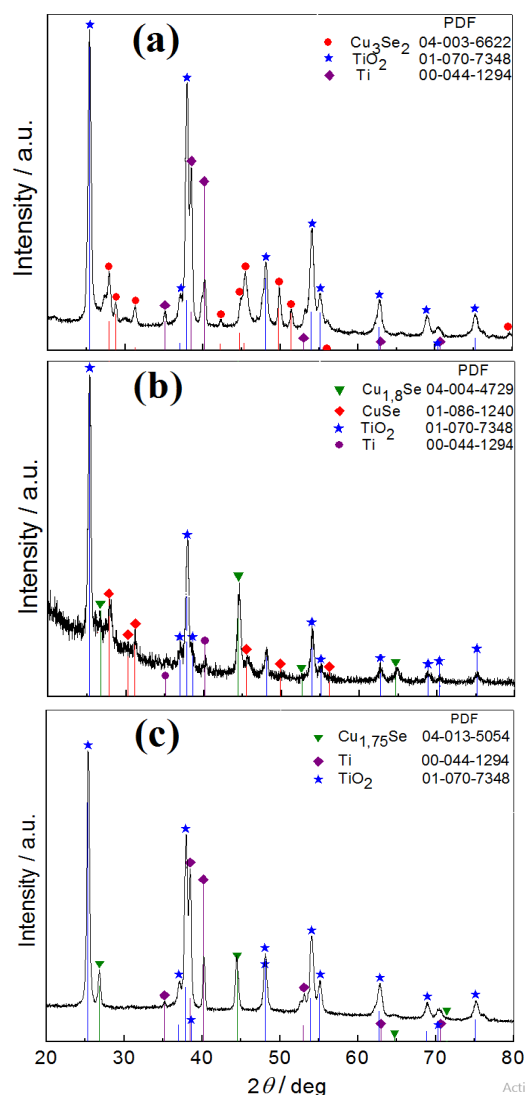 (a)
PDF
Cu3Se2 04-003-6622
TiO2 01-070-7348
Ti 00-044-1294
Intensity / a.u.
(b)
PDF
Cu1,8Se 04-004-4729
CuSe 01-086-1240
TiO2 01-070-7348
Ti 00-044-1294
Intensity / a.u.
(c)
PDF
Cu1,75Se 04-013-5054
Ti 00-044-1294
TiO2 01-070-7348
Intensity / a.u.
20 30 40 50 60 70 80
2θ / deg
Acti